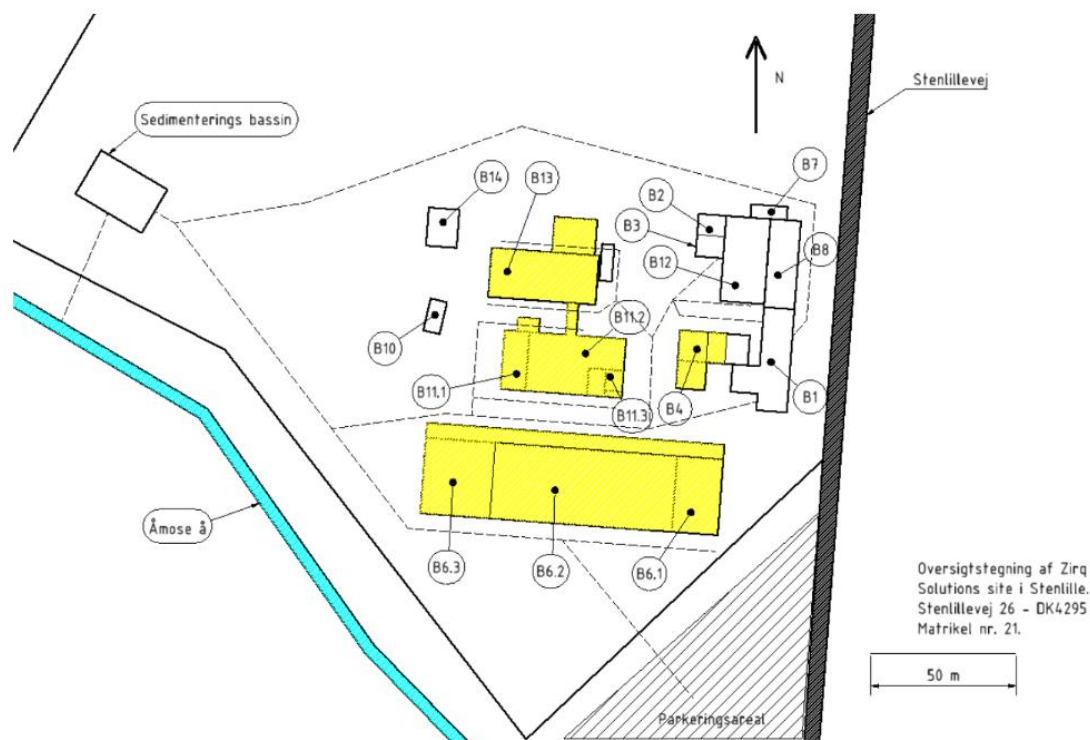 Stenlillevej
N
Sedimenterings bassin
B7
B14
B13
B2
B3
B8
B12
B11.2
B10
B11.1
B11.3
B4
B1
Åmose å
B6.3
B6.2
B6.1
Oversigtstegning af Zirq
Solutions site i Stenlille.
Stenlillevej 26 - DK4295
Matrikel nr. 21.
50 m
Parkeringsareal